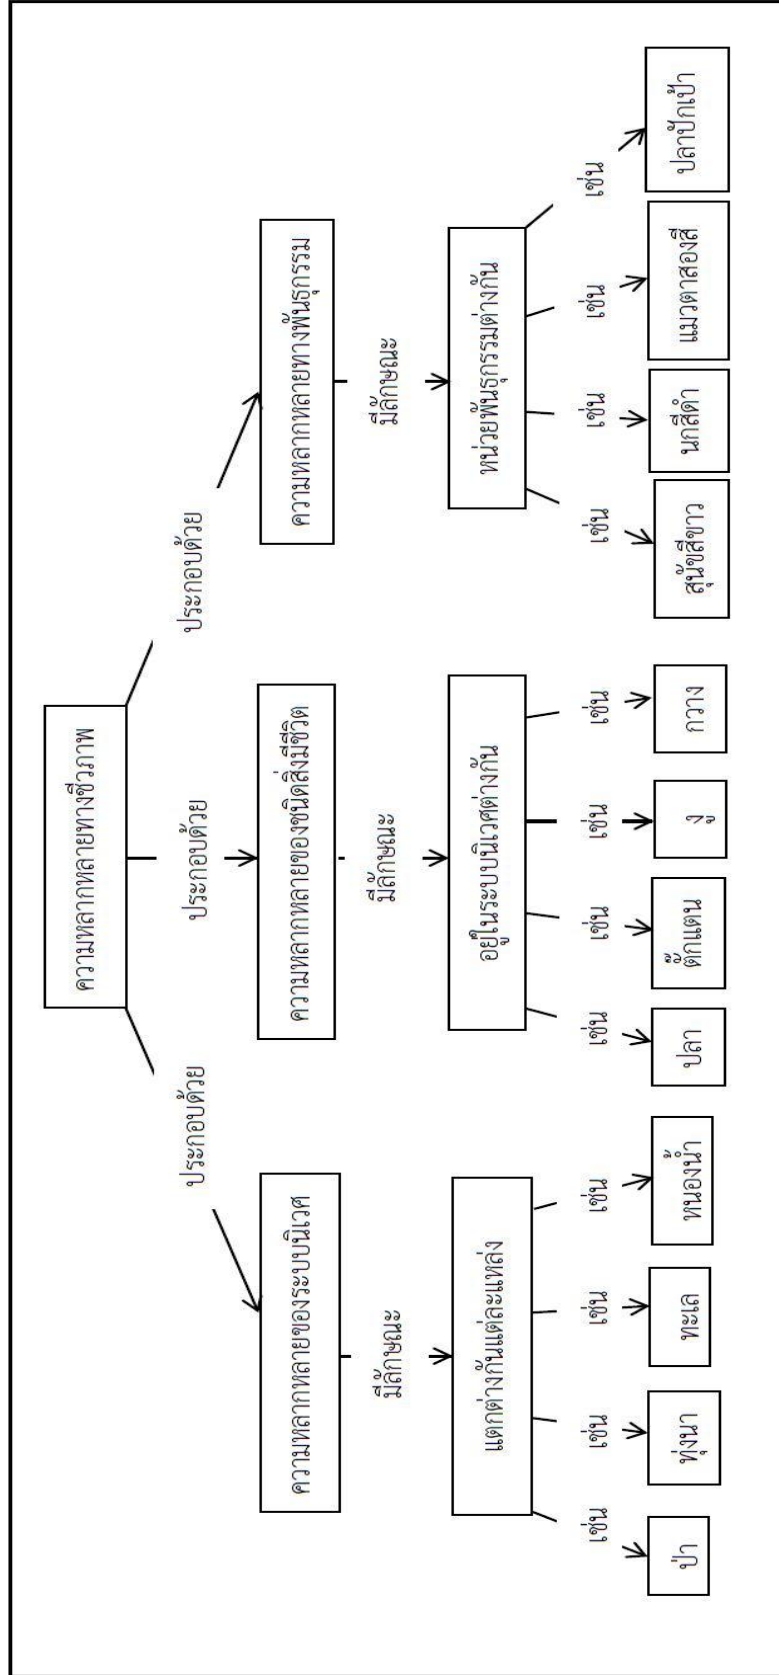 ความหลากหลายทางชีวภาพ
ประกอบด้วย
ประกอบด้วย
ประกอบด้วย
ความหลากหลายของระบบนิเวศ
ความหลากหลายของชนิดสิ่งมีชีวิต
ความหลากหลายทางพันธุกรรม
มีลักษณะ
มีลักษณะ
มีลักษณะ
แตกต่างกันแต่ละแหล่ง
อยู่ในระบบนิเวศต่างกัน
หน่วยพันธุกรรมต่างกัน
เช่น
เช่น
เช่น
เช่น
เช่น
เช่น
เช่น
เช่น
เช่น
เช่น
เช่น
เช่น
ป่า
ทุ่งนา
ทะเล
หนองน้ำ
ปลา
ตั๊กแตน
งู
กวาง
สุนัขสีขาว
นกสีดำ
แมวตาสองสี
ปลาปักเป้า